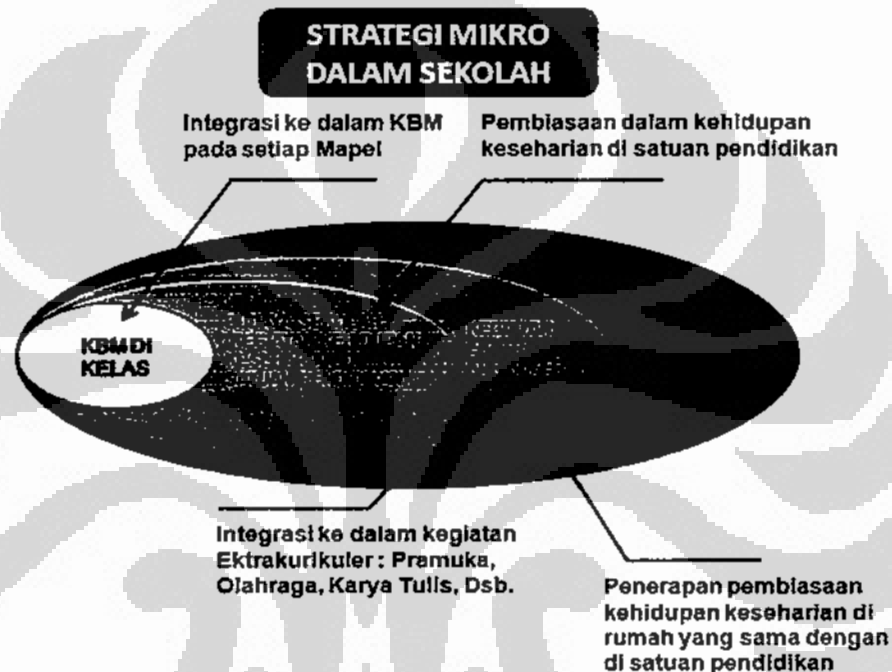 STRATEGI MIKRO
DALAM SEKOLAH
Integrasi ke dalam KBM
pada setiap Mapel
Pembiasaan dalam kehidupan
keseharian di satuan pendidikan
KBM DI
KELAS
Integrasi ke dalam kegiatan
Ektrakurikuler : Pramuka,
Olahraga, Karya Tulis, Dsb.
Penerapan pembiasaan
kehidupan keseharian di
rumah yang sama dengan
di satuan pendidikan